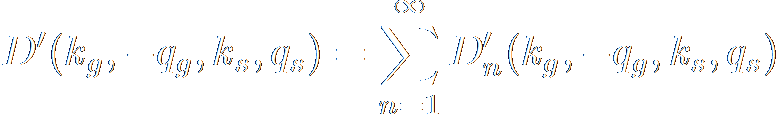 D'(k_g, -q_g, k_s, q_s) = \sum_{n=1}^{\infty} D'_n(k_g, -q_g, k_s, q_s)